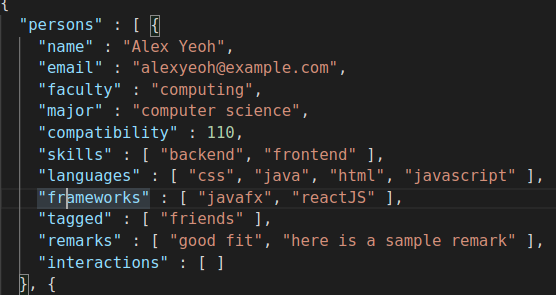 {
"persons" : [ {
"name" : "Alex Yeoh",
"email" : "alexyeoh@example.com",
"faculty" : "computing",
"major" : "computer science",
"compatibility" : 110,
"skills" : [ "backend", "frontend" ],
"languages" : [ "css", "java", "html", "javascript" ],
"frameworks" : [ "javafx", "reactJS" ],
"tagged" : [ "friends" ],
"remarks" : [ "good fit", "here is a sample remark" ],
"interactions" : [ ]
}, {